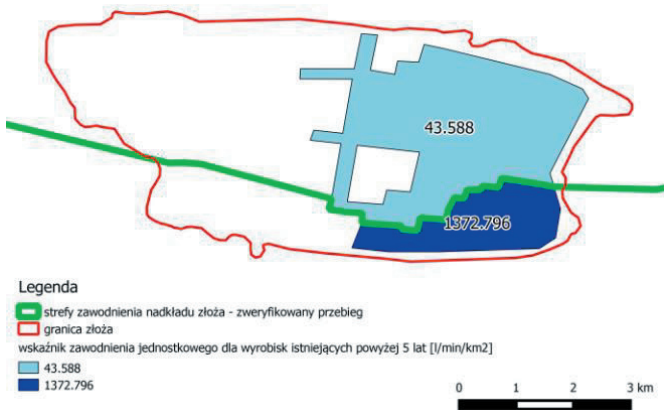 43.588
1372.796
Legenda
strefy zawodnienia nadkładu złoża - zweryfikowany przebieg
granica złoża
wskaźnik zawodnienia jednostkowego dla wyrobisk istniejących powyżej 5 lat [l/min/km2]
43.588
1372.796
0 1 2 3 km